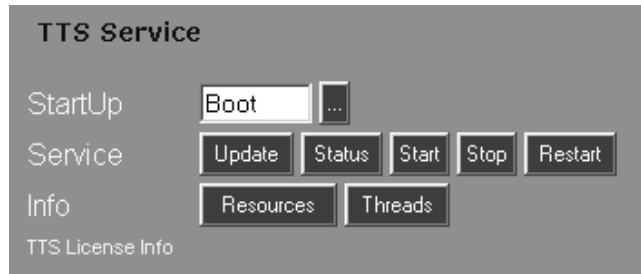 TTS Service
StartUp Boot ...
Service Update Status Start Stop Restart
Info Resources Threads
TTS License Info